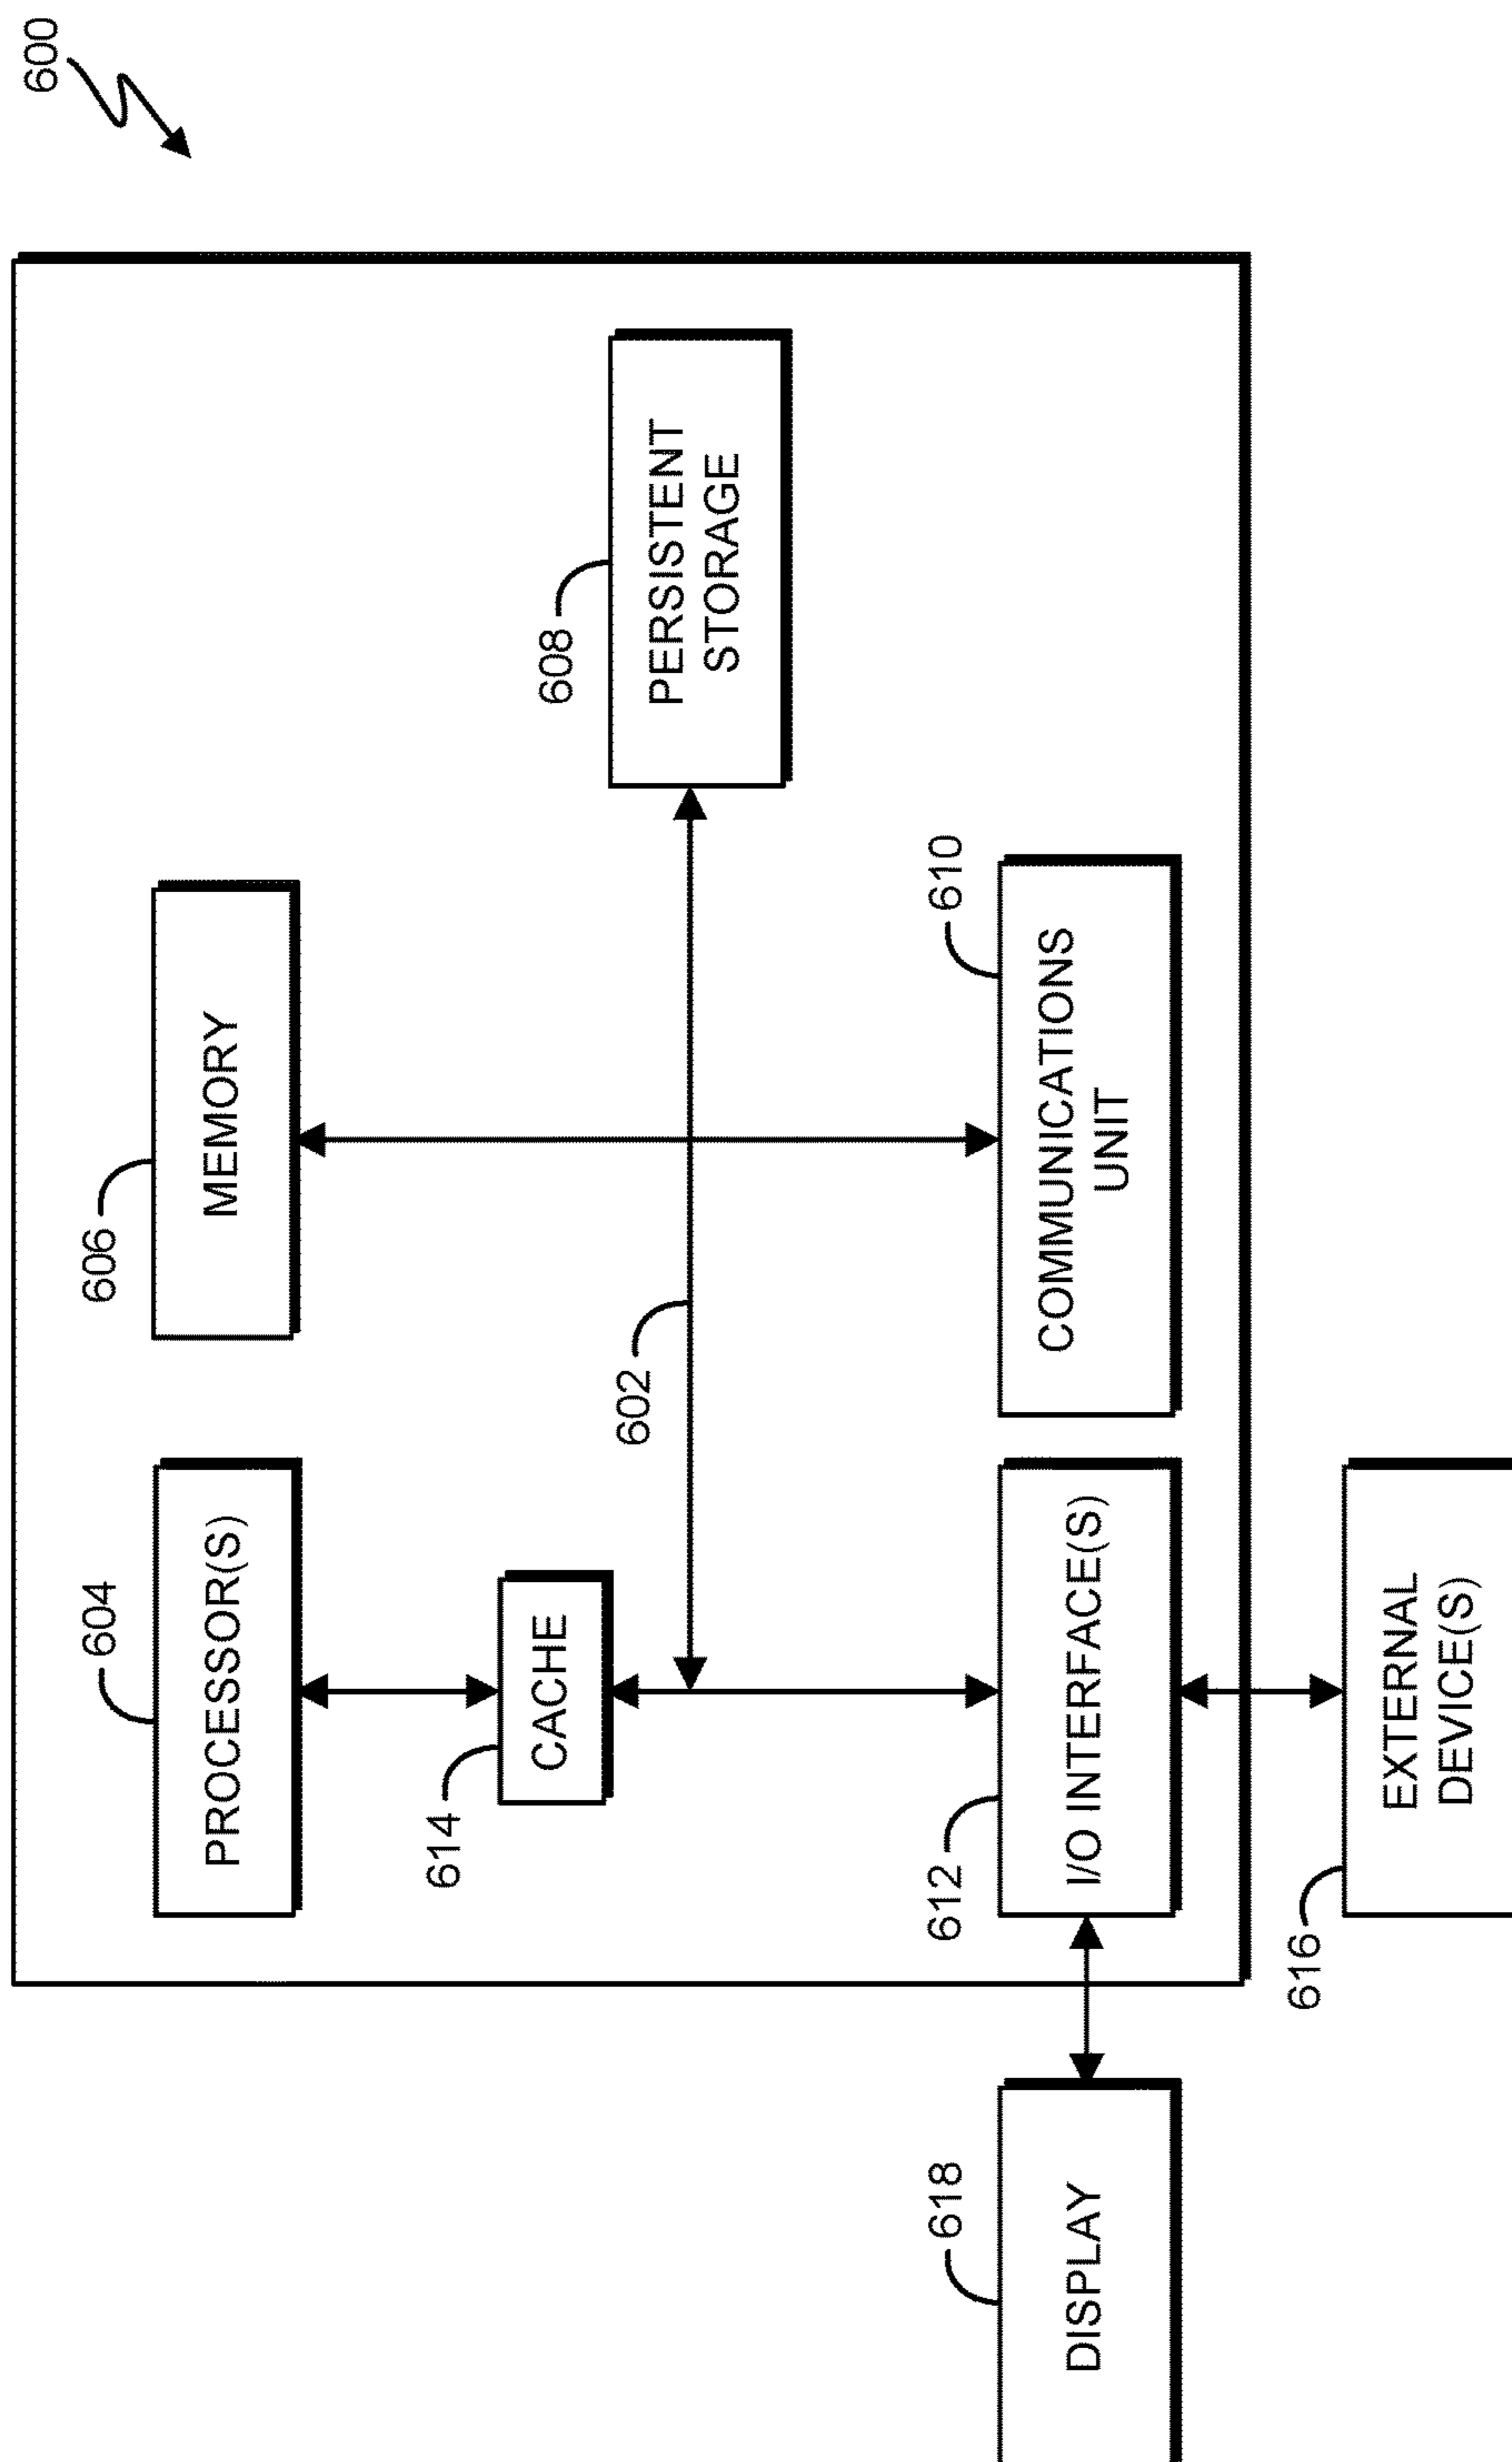 600
604
PROCESSOR(S)
606
MEMORY
614
CACHE
602
608
PERSISTENT
STORAGE
618
DISPLAY
612
I/O INTERFACE(S)
610
COMMUNICATIONS
UNIT
616
EXTERNAL
DEVICE(S)